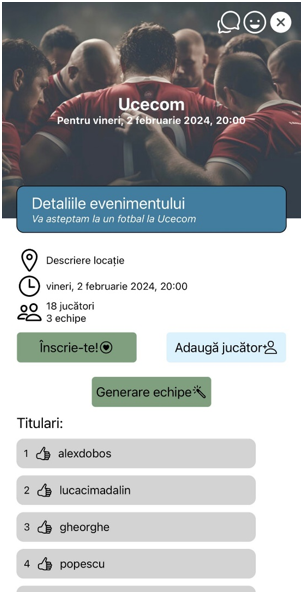 Ucecom
Pentru vineri, 2 februarie 2024, 20:00
Detaliile evenimentului
Va asteptam la un fotbal la Ucecom
Descriere locație
vineri, 2 februarie 2024, 20:00
18 jucători
3 echipe
Înscrie-te!
Adaugă jucător
Generare echipe
Titulari:
1 alexdobos
2 lucacimadalin
3 gheorghe
4 popescu